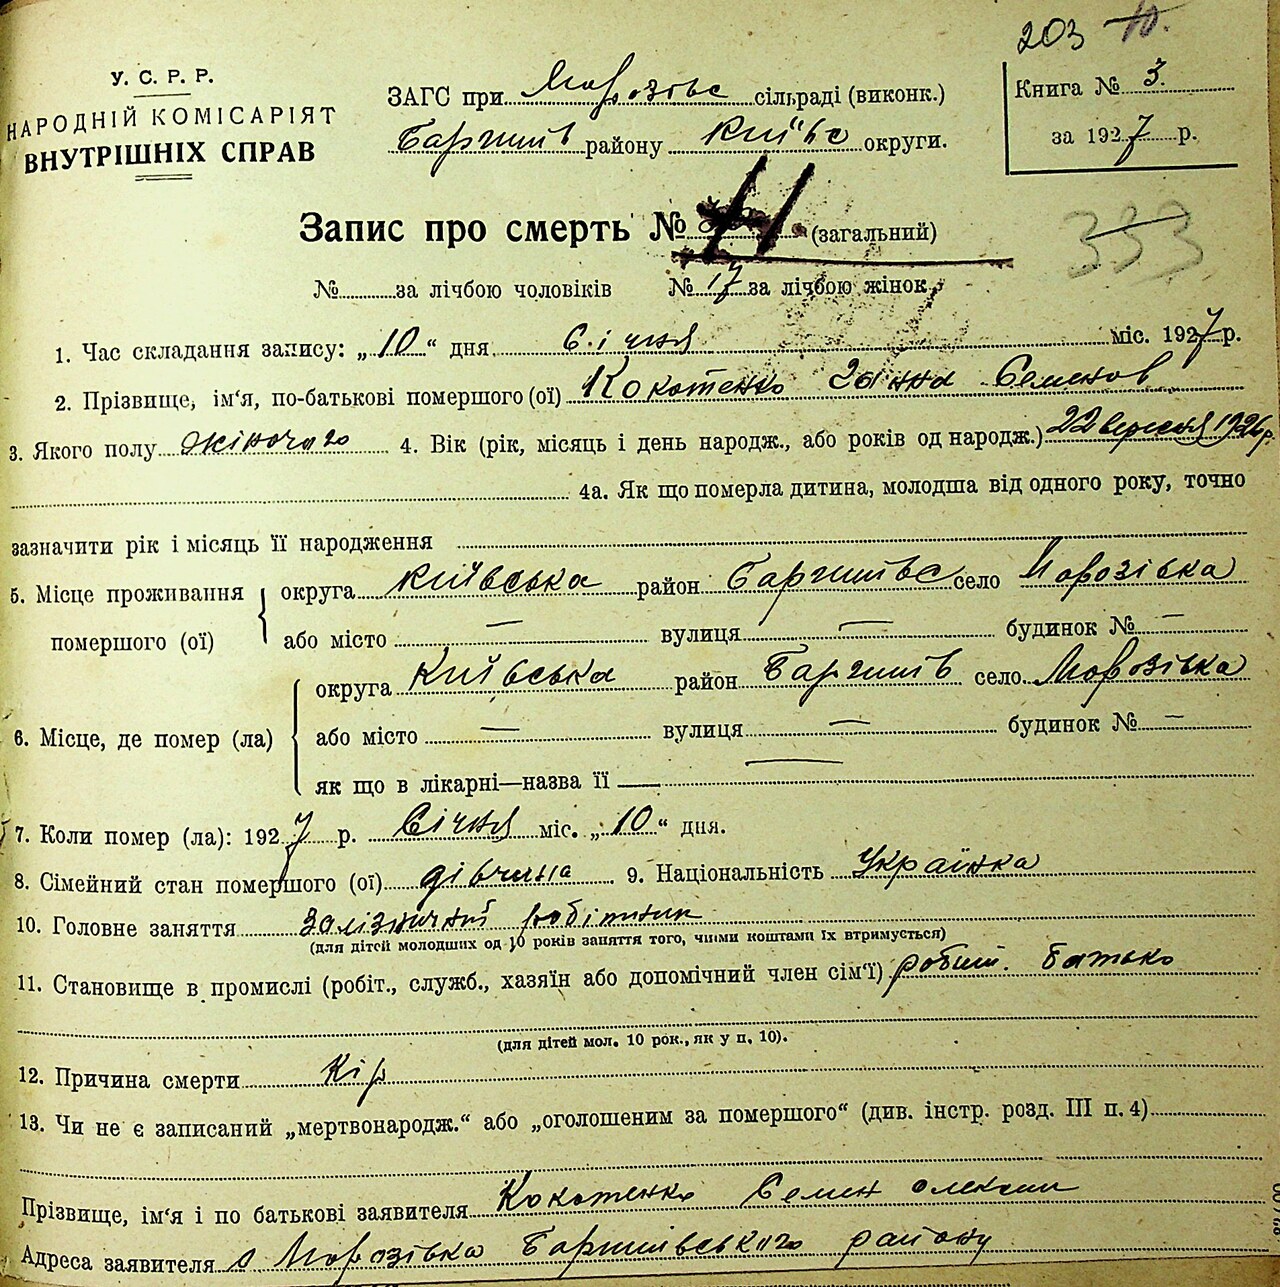 203 10.
У. С. Р. Р.
НАРОДНІЙ КОМІСАРІЯТ
ВНУТРІШНІХ СПРАВ
ЗАГС при Морозівс сільраді (виконк.)
Баришів району Київс округи.
Книга № 3.
за 1927 р.
Запис про смерть № 41. (загальний)
333
№ за лічбою чоловіків № 17 за лічбою жінок
1. Час складання запису: „10" дня Січня міс. 1927 р.
2. Прізвище, ім'я, по-батькові помершого (ої) Кокотенко Ганна Семенов
3. Якого полу жіночого 4. Вік (рік, місяць і день народж., або років од народж.) 22 вересня 1926 р.
4а. Як що померла дитина, молодша від одного року, точно
зазначити рік і місяць її народження
5. Місце проживання помершого (ої) округа Київська район Баришівс село Морозівка
або місто — вулиця — будинок № —
6. Місце, де помер (ла) округа Київська район Баришів село Морозівка
або місто — вулиця — будинок № —
як що в лікарні—назва її —
7. Коли помер (ла): 1927 р. Січня міс. „10" дня.
8. Сімейний стан помершого (ої) дівчина 9. Національність Українка
10. Головне заняття залізничний робітник
(для дітей молодших од 10 років заняття того, чиїми коштами їх втримується)
11. Становище в промислі (робіт., служб., хазяїн або допомічний член сім'ї) робіт. батько
(для дітей мол. 10 рок., як у п. 10).
12. Причина смерти Кір
13. Чи не є записаний „мертвонародж." або „оголошеним за помершого" (див. інстр. розд. III п. 4)
Прізвище, ім'я і по батькові заявителя Кокотенко Семен Олексій
Адреса заявителя с Морозівка Баришівського району